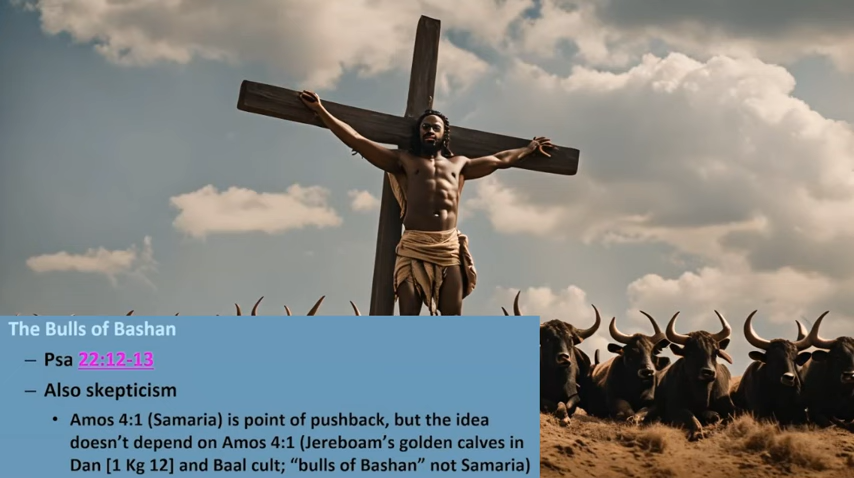 The Bulls of Bashan
– Psa 22:12-13
– Also skepticism
• Amos 4:1 (Samaria) is point of pushback, but the idea
doesn't depend on Amos 4:1 (Jereboam's golden calves in
Dan [1 Kg 12] and Baal cult; “bulls of Bashan” not Samaria)